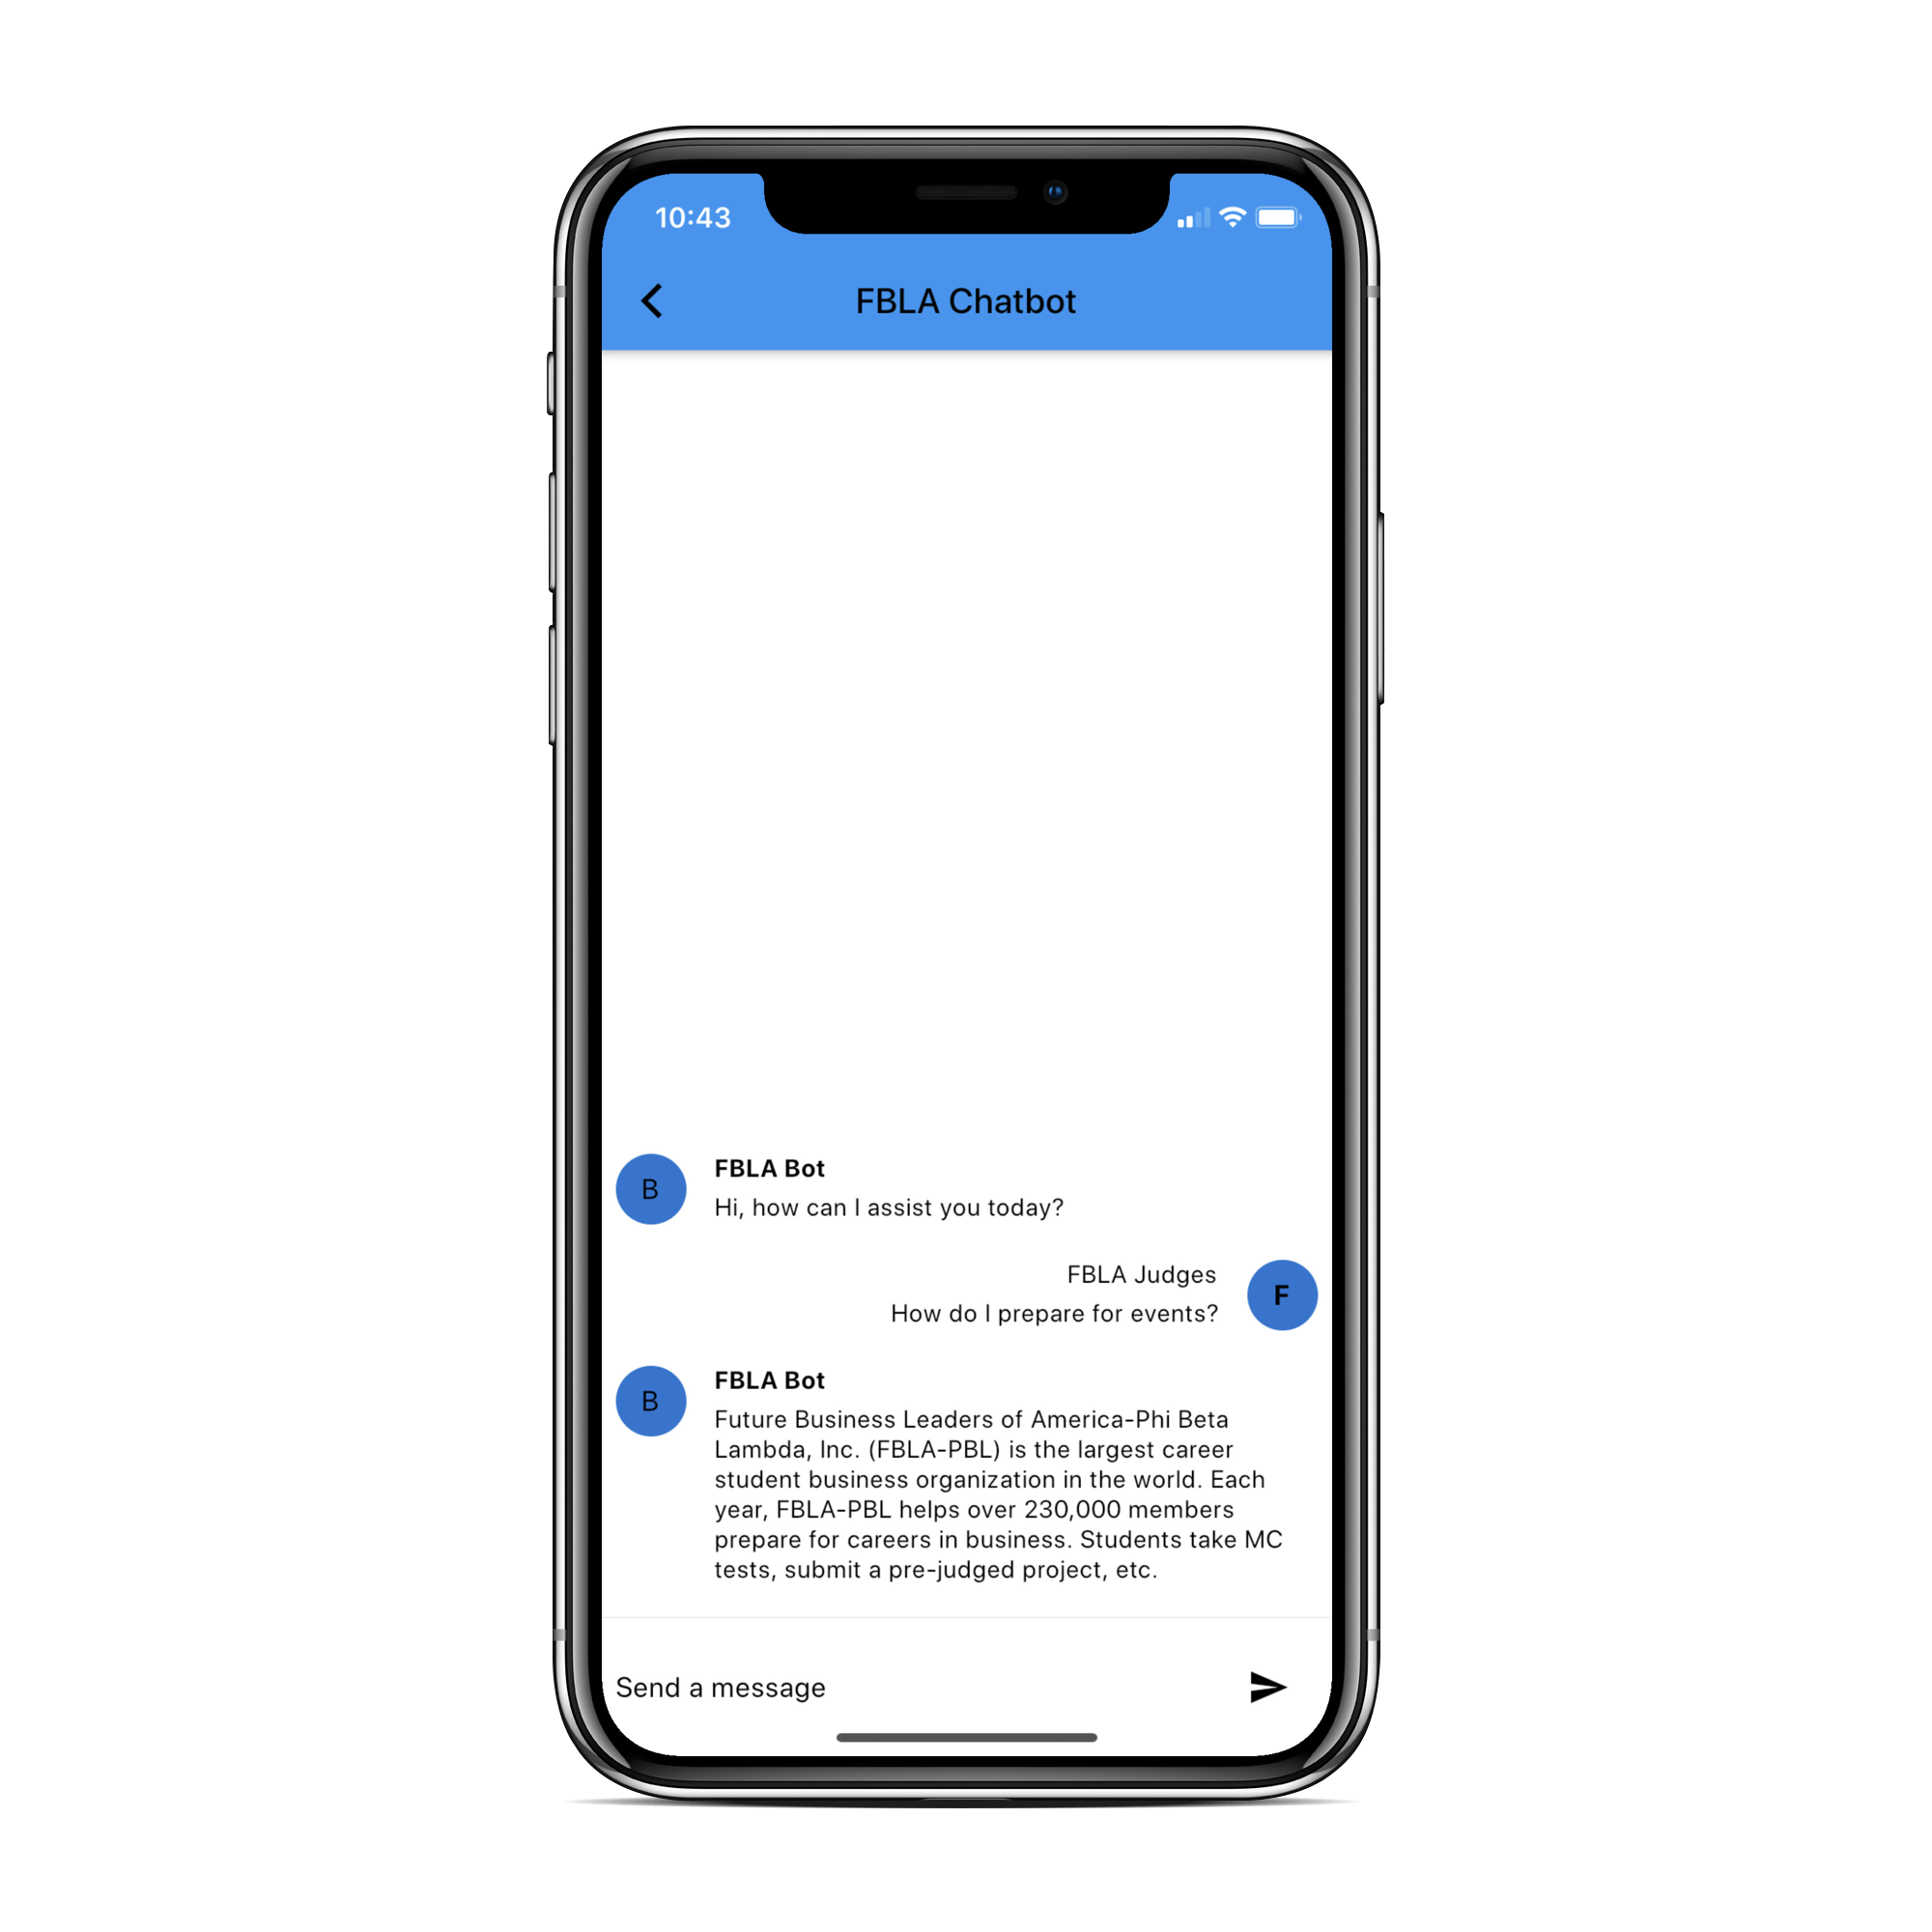 10:43
FBLA Chatbot
B
FBLA Bot
Hi, how can I assist you today?
FBLA Judges
F
How do I prepare for events?
B
FBLA Bot
Future Business Leaders of America-Phi Beta
Lambda, Inc. (FBLA-PBL) is the largest career
student business organization in the world. Each
year, FBLA-PBL helps over 230,000 members
prepare for careers in business. Students take MC
tests, submit a pre-judged project, etc.
Send a message